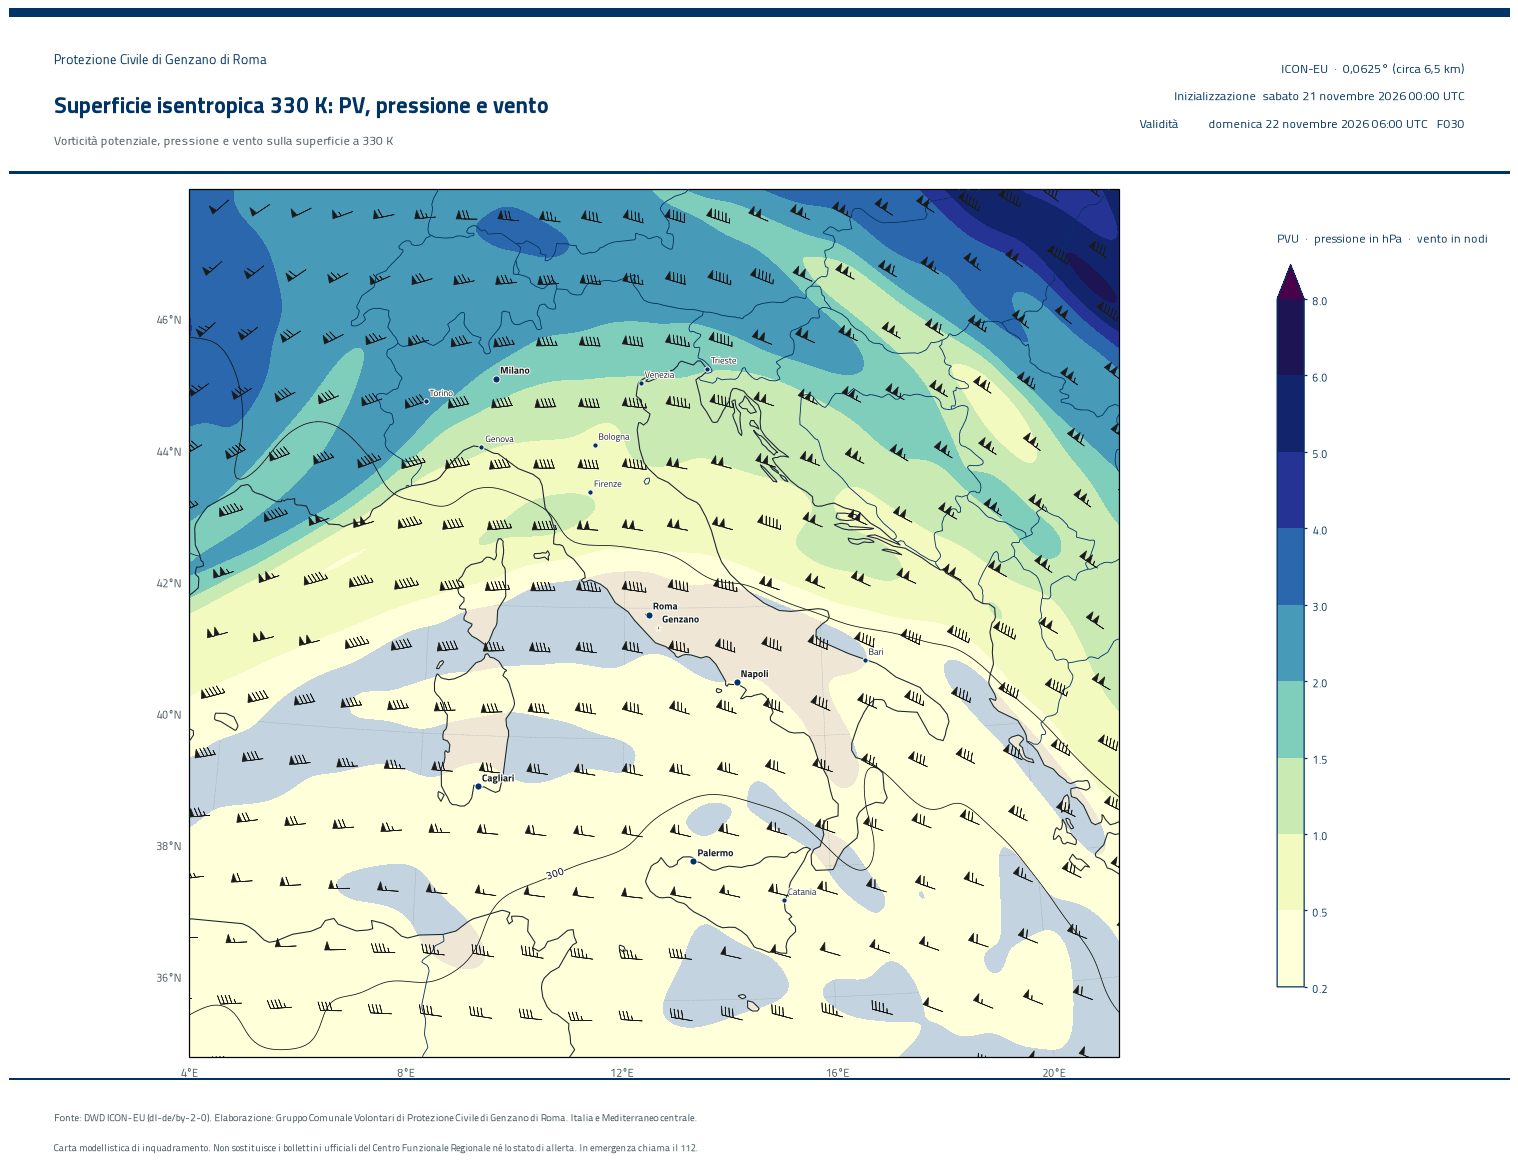 Protezione Civile di Genzano di Roma
Superficie isentropica 330 K: PV, pressione e vento
Vorticità potenziale, pressione e vento sulla superficie a 330 K
ICON-EU · 0,0625° (circa 6,5 km)
Inizializzazione sabato 21 novembre 2026 00:00 UTC
Validità domenica 22 novembre 2026 06:00 UTC F030
PVU · pressione in hPa · vento in nodi
8.0
6.0
5.0
4.0
3.0
2.0
1.5
1.0
0.5
0.2
46°N
44°N
42°N
40°N
38°N
36°N
4°E
8°E
12°E
16°E
20°E
Trieste
Milano
Venezia
Torino
Bologna
Genova
Firenze
Roma
Genzano
Bari
Napoli
Cagliari
Palermo
300
Catania
Fonte: DWD ICON-EU (dl-de/by-2-0). Elaborazione: Gruppo Comunale Volontari di Protezione Civile di Genzano di Roma. Italia e Mediterraneo centrale.
Carta modellistica di inquadramento. Non sostituisce i bollettini ufficiali del Centro Funzionale Regionale né lo stato di allerta. In emergenza chiama il 112.